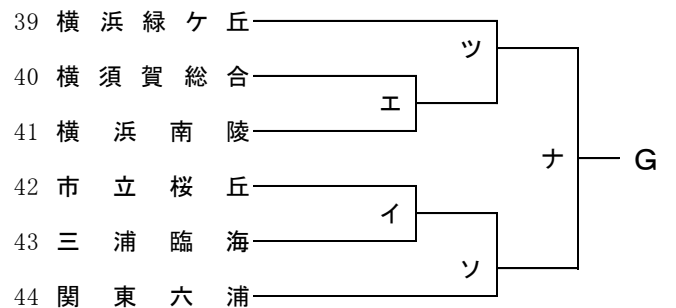 39 横浜緑ケ丘
ツ
40 横須賀総合
エ
41 横浜南陵
ナ G
42 市立桜丘
イ
43 三浦臨海
ソ
44 関東六浦